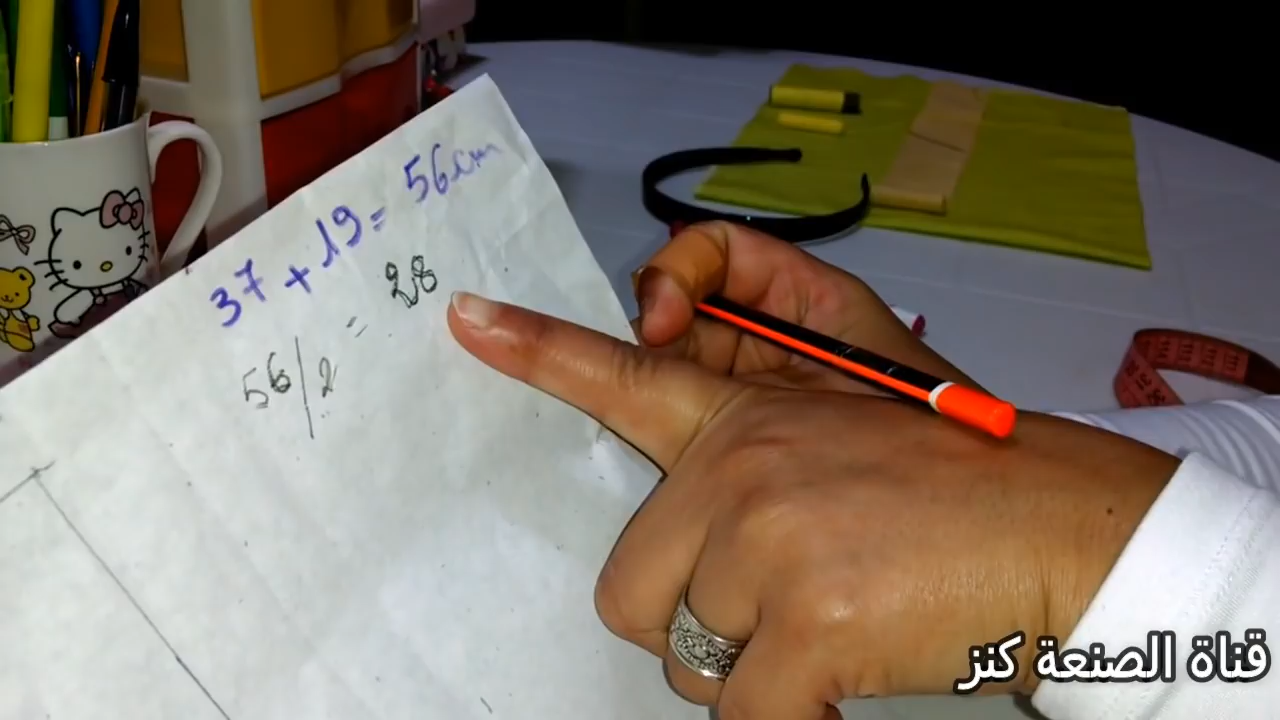 37 + 19 = 56cm
56/2 = 28
قناة الصنعة كنز